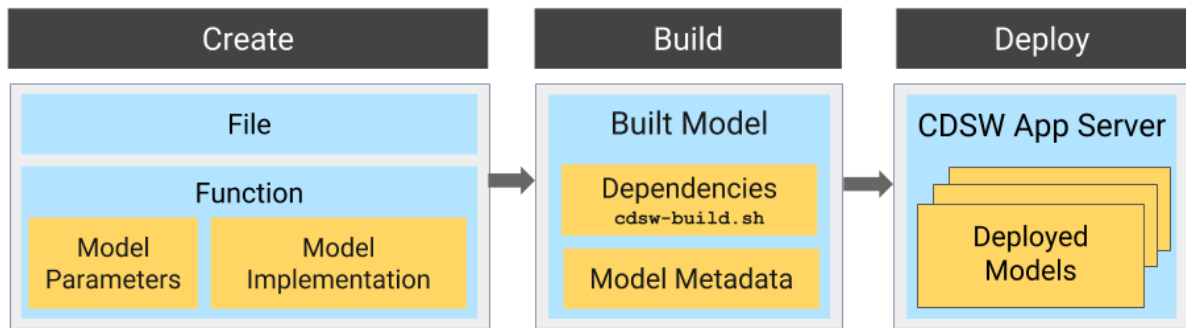 Create
File
Function
Model
Parameters
Model
Implementation
Build
Built Model
Dependencies
cdsw-build.sh
Model Metadata
Deploy
CDSW App Server
Deployed
Models